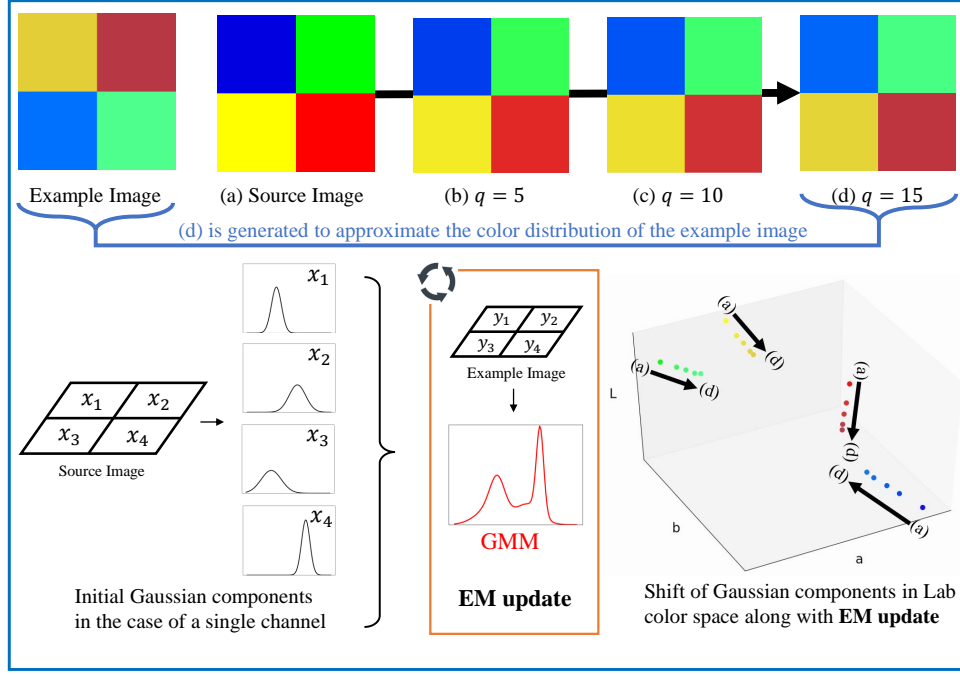 Example Image
(a) Source Image
(b) q = 5
(c) q = 10
(d) q = 15
(d) is generated to approximate the color distribution of the example image
x₁
x₂
x₃
x₄
x₁ x₂
x₃ x₄
Source Image
Initial Gaussian components
in the case of a single channel
y₁ y₂
y₃ y₄
Example Image
GMM
EM update
(a)
(d)
(a)
(d)
(a)
(d)
(d)
(a)
L
b
a
Shift of Gaussian components in Lab
color space along with EM update